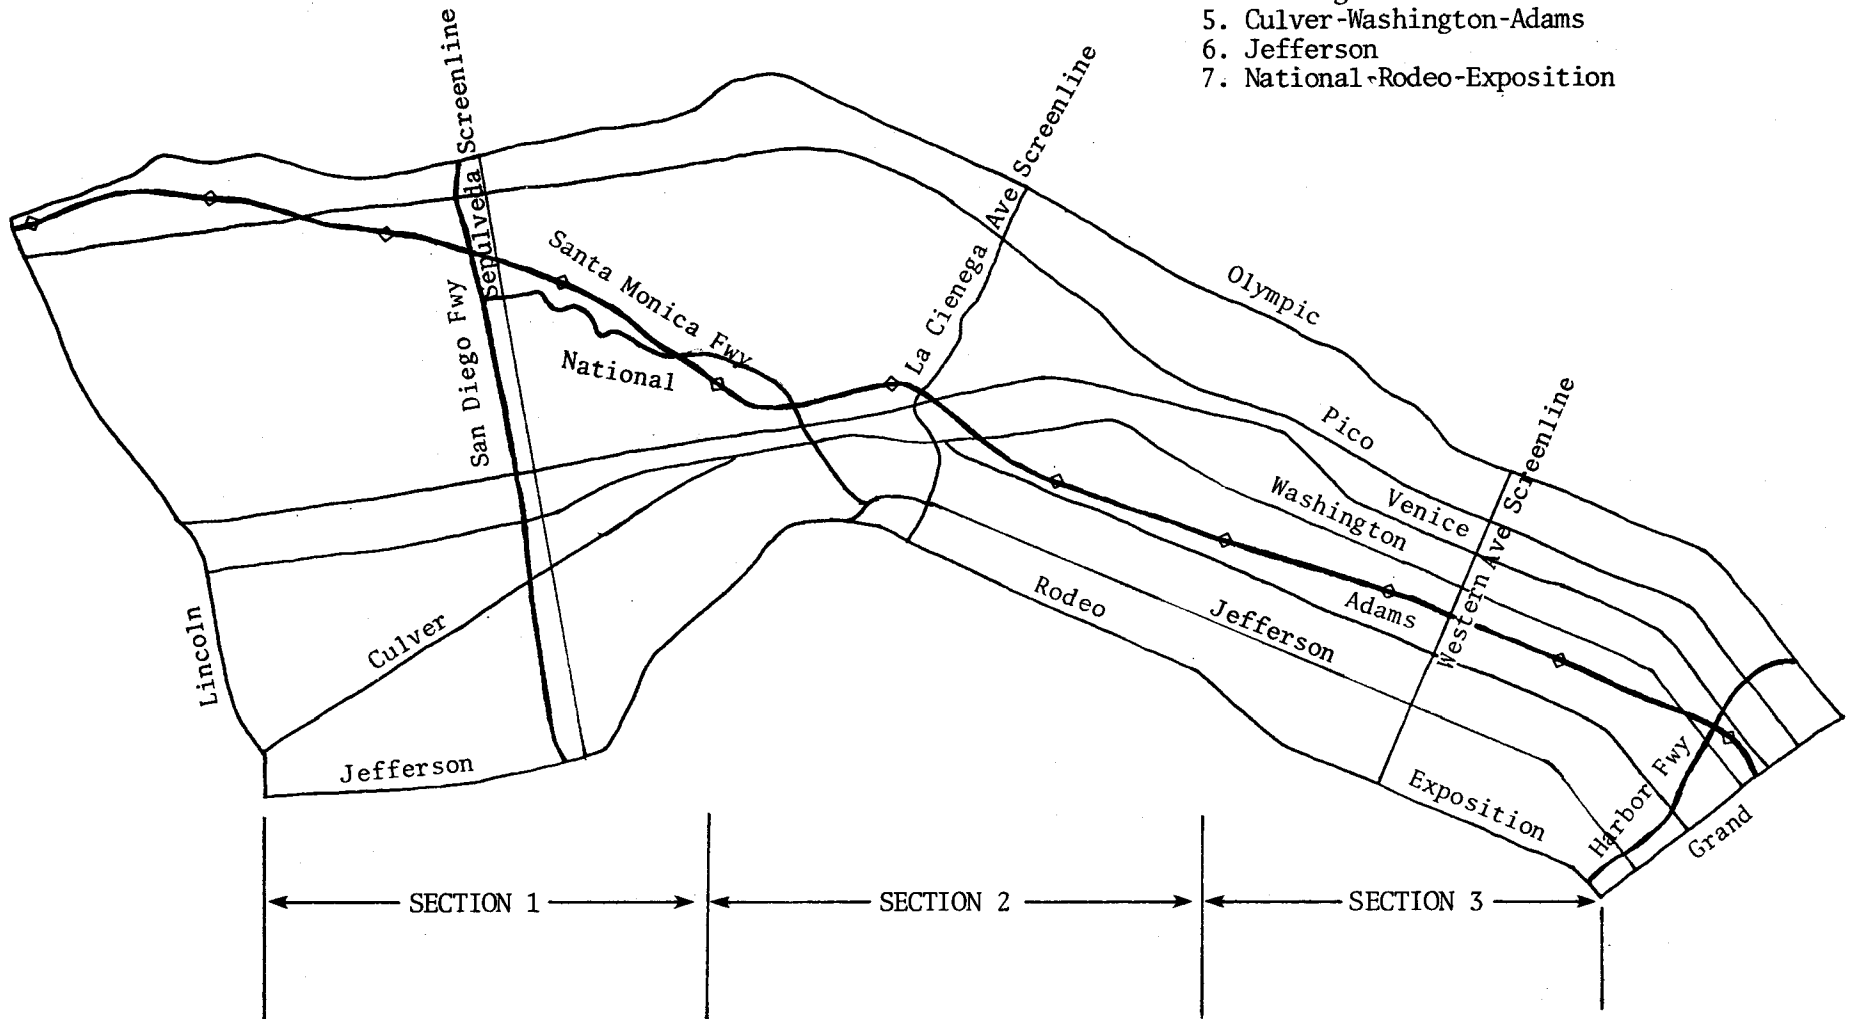 5. Culver-Washington-Adams
6. Jefferson
7. National-Rodeo-Exposition
Screenline
Sepulveda
Screenline
La Cienega Ave
Olympic
Santa Monica Fwy
San Diego Fwy
National
Pico
Screenline
Western Ave
Venice
Washington
Adams
Rodeo
Jefferson
Lincoln
Culver
Jefferson
Exposition
Harbor Fwy
Grand
SECTION 1
SECTION 2
SECTION 3